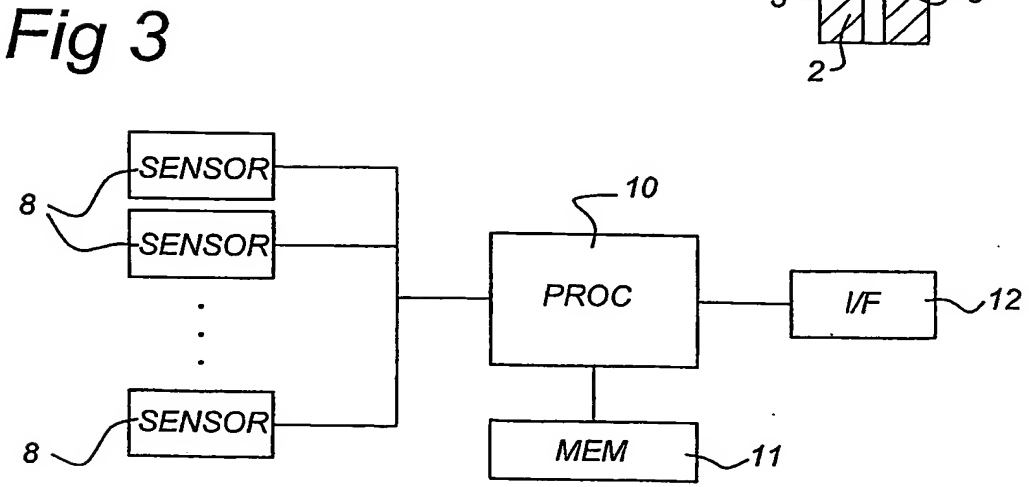 Fig 3
2
SENSOR
8
SENSOR
10
PROC
I/F
12
SENSOR
8
MEM
11